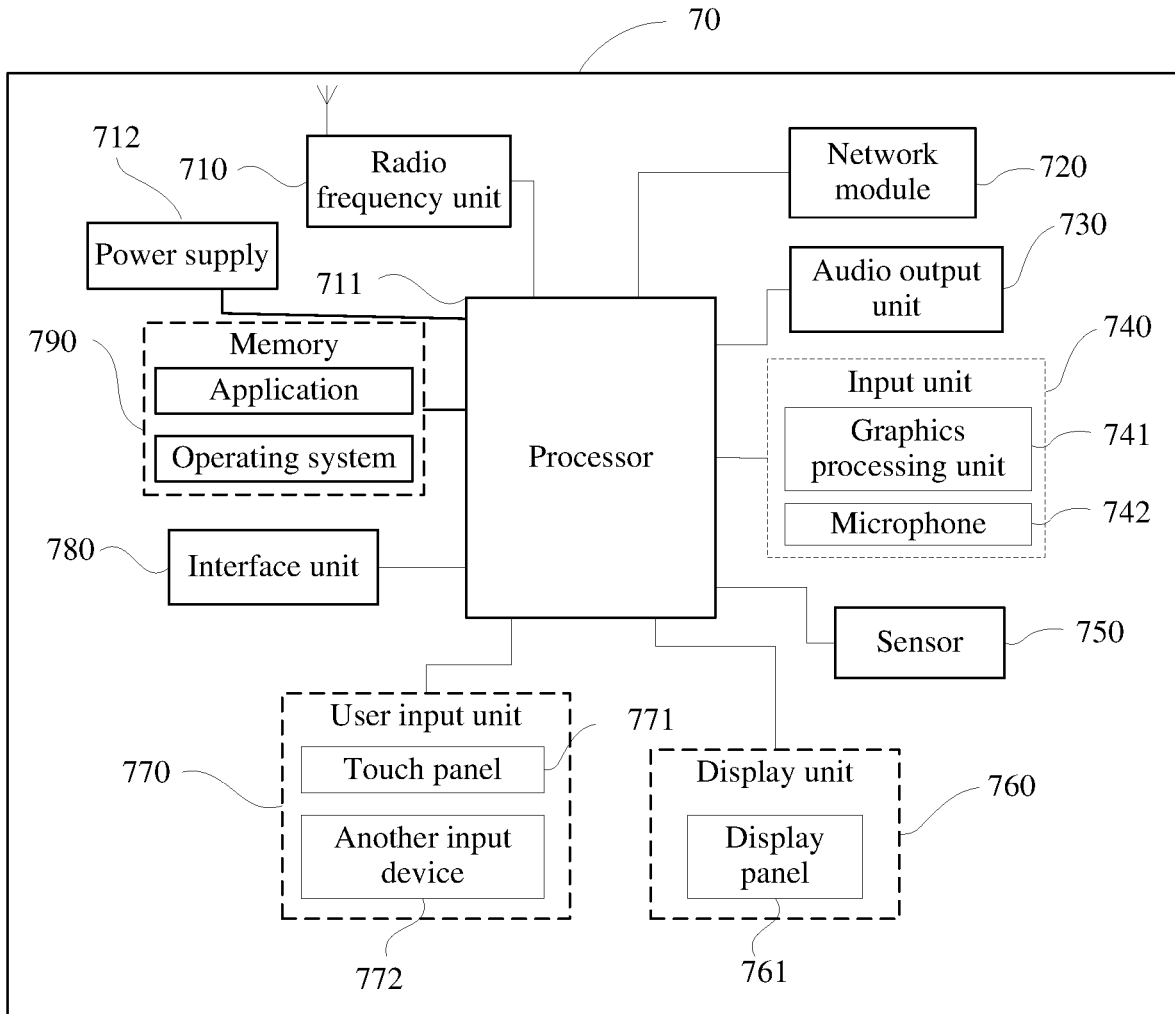 70
712
710
Radio
frequency unit
Network
module
720
Power supply
711
730
Audio output
unit
790
Memory
Application
Operating system
740
Input unit
Graphics
processing unit
741
Microphone
742
Processor
780
Interface unit
Sensor
750
User input unit
771
770
Touch panel
Another input
device
772
Display unit
760
Display
panel
761